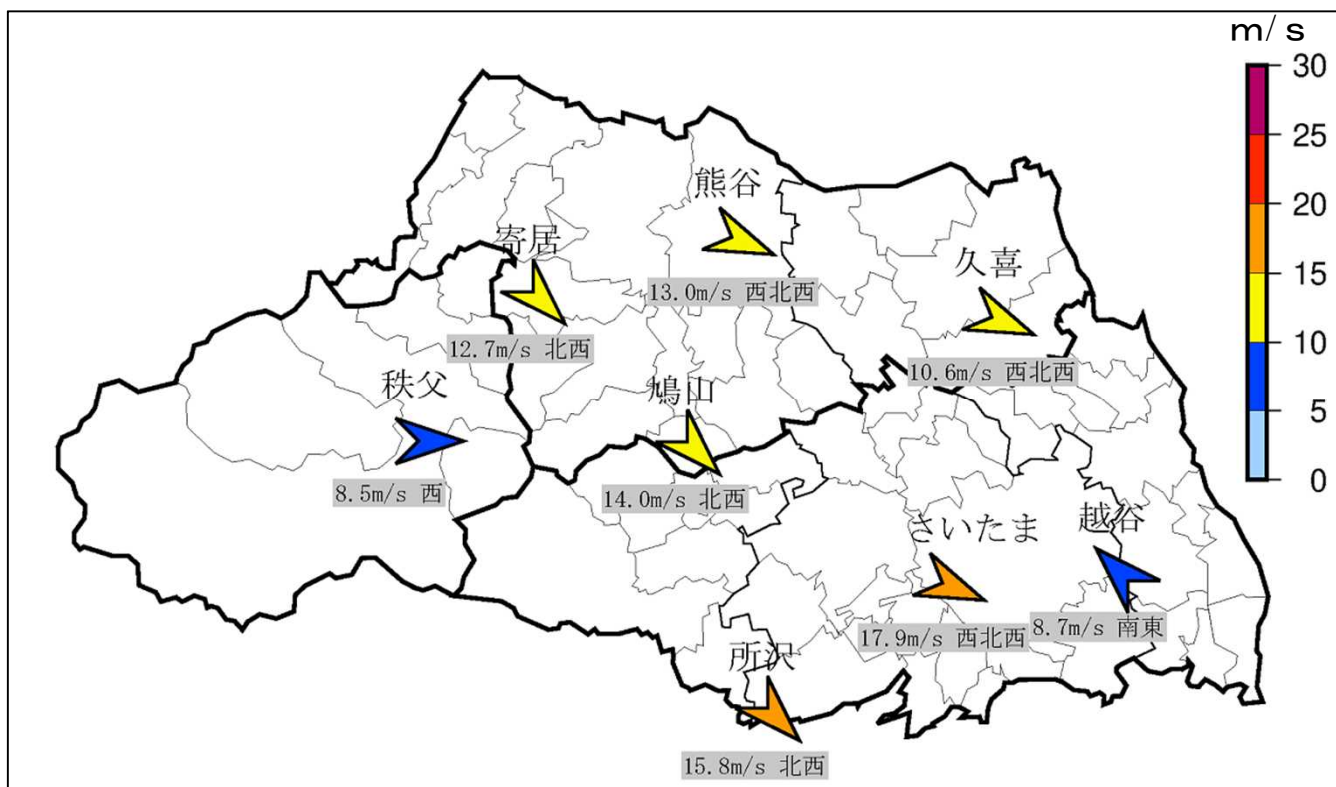 m/s
30
25
20
15
10
5
0
熊谷
13.0m/s 西北西
寄居
12.7m/s 北西
久喜
10.6m/s 西北西
秩父
8.5m/s 西
鳩山
14.0m/s 北西
さいたま
17.9m/s 西北西
越谷
8.7m/s 南東
所沢
15.8m/s 北西